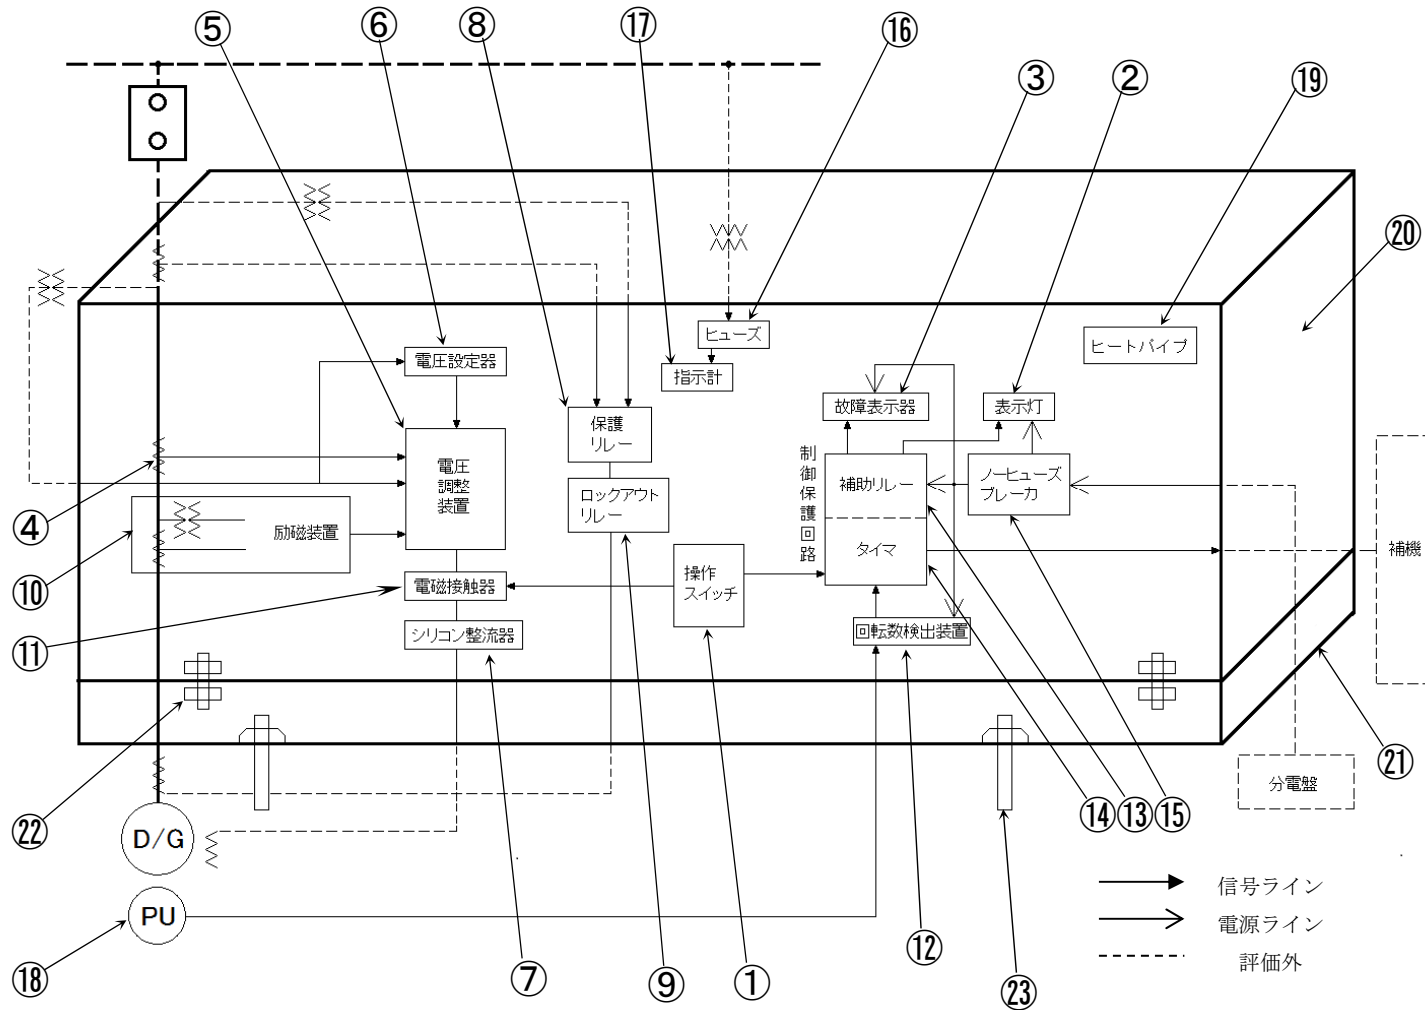 ⑤
⑥
⑧
⑰
⑯
③
②
⑲
⑳
ヒューズ
指示計
ヒートパイプ
電圧設定器
保護
リレー
故障表示器
表示灯
電圧
調整
装置
ロックアウト
リレー
制御保護回路
補助リレー
タイマ
ノーヒューズ
ブレーカ
補機
④
励磁装置
⑩
電磁接触器
操作
スイッチ
⑪
シリコン整流器
回転数検出装置
㉒
㉑
分電盤
D/G
⑭
⑬
⑮
PU
信号ライン
電源ライン
評価外
⑱
⑦
⑨
①
⑫
㉓